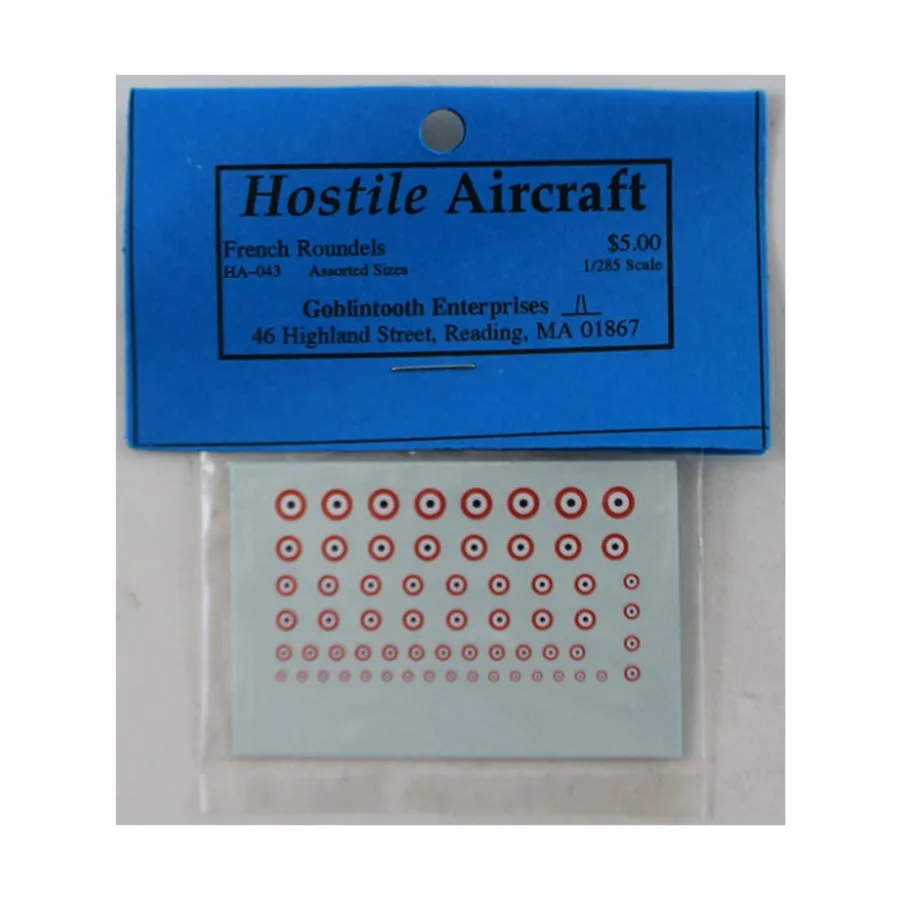 Hostile Aircraft
French Roundels $5.00
HA-043 Assorted Sizes 1/285 Scale
Goblintooth Enterprises
46 Highland Street, Reading, MA 01867